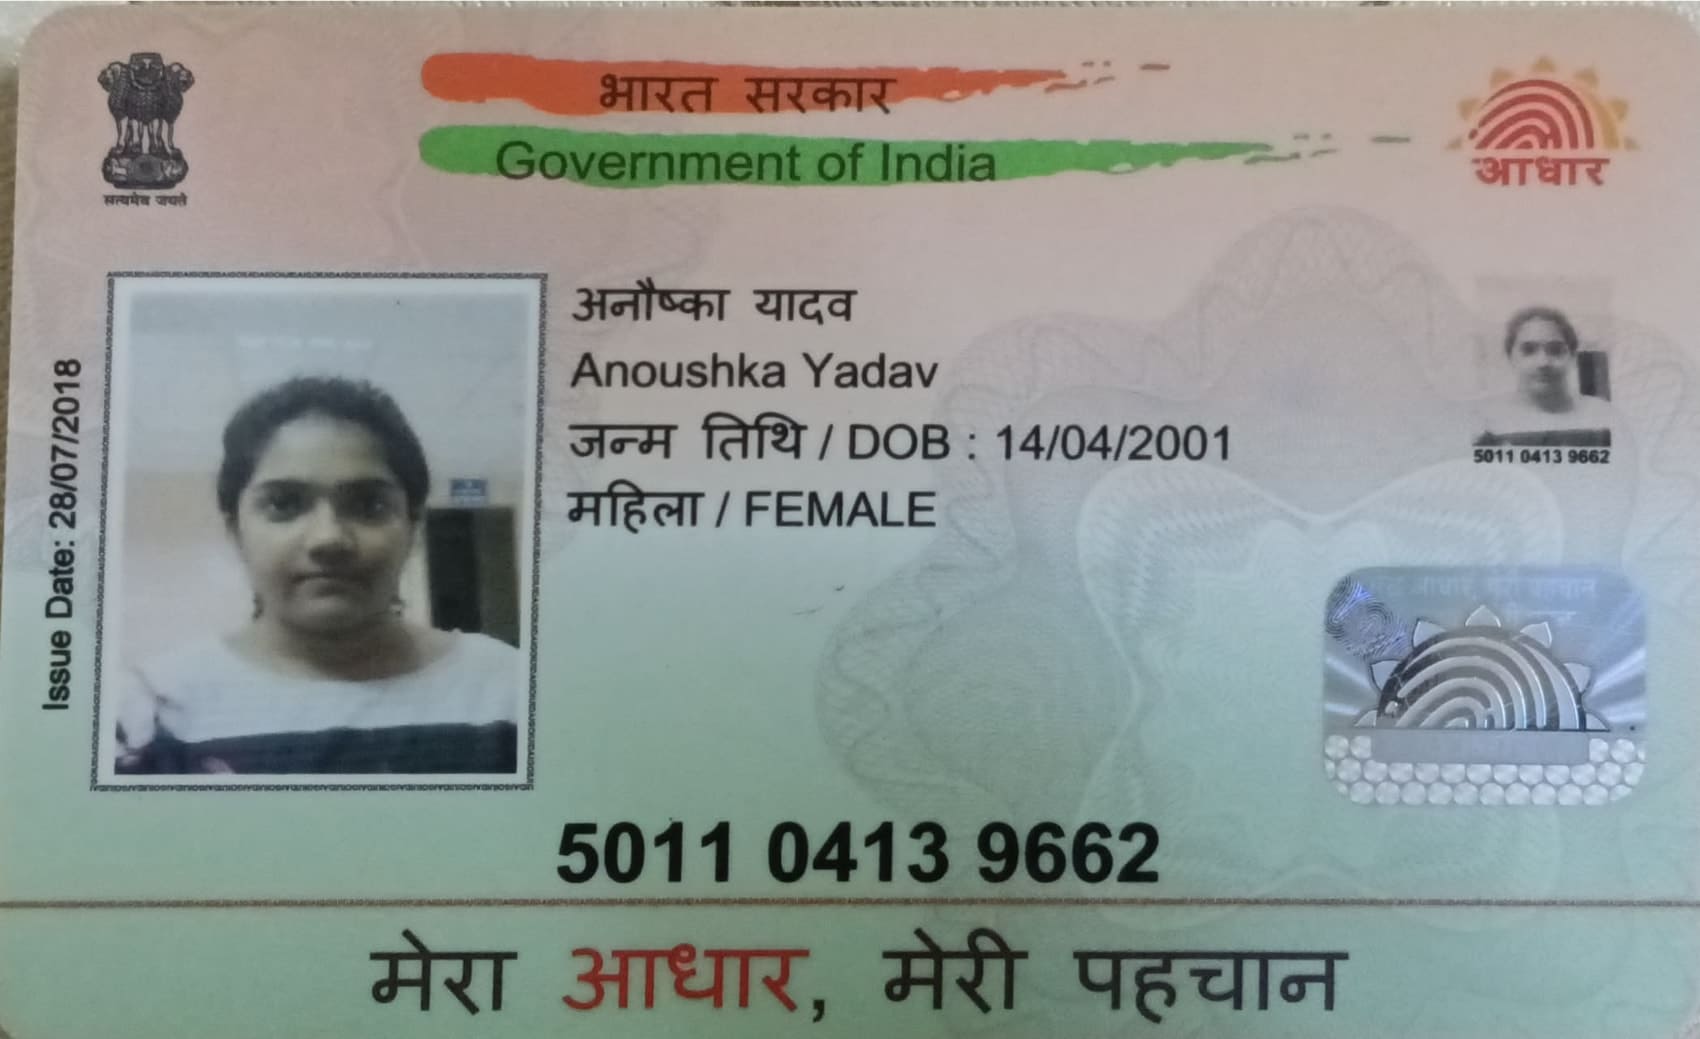 भारत सरकार
Government of India
सत्यमेव जयते
आधार
Issue Date: 28/07/2018
अनौष्का यादव
Anoushka Yadav
जन्म तिथि / DOB : 14/04/2001
महिला / FEMALE
5011 0413 9662
5011 0413 9662
मेरा आधार, मेरी पहचान